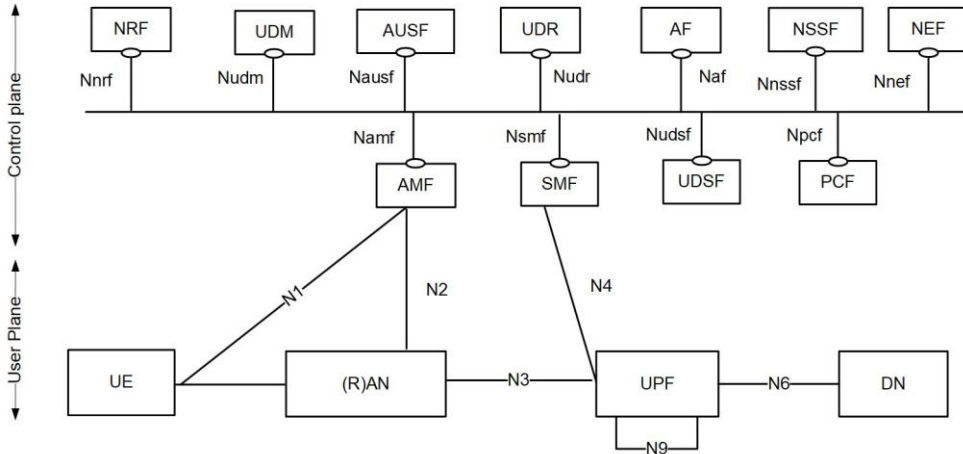 NRF
UDM
AUSF
UDR
AF
NSSF
NEF
Nnrf
Nudm
Nausf
Nudr
Naf
Nnssf
Nnef
Control plane
Namf
Nsmf
Nudsf
Npcf
AMF
SMF
UDSF
PCF
User Plane
N1
N2
N4
UE
(R)AN
N3
UPF
N6
DN
N9